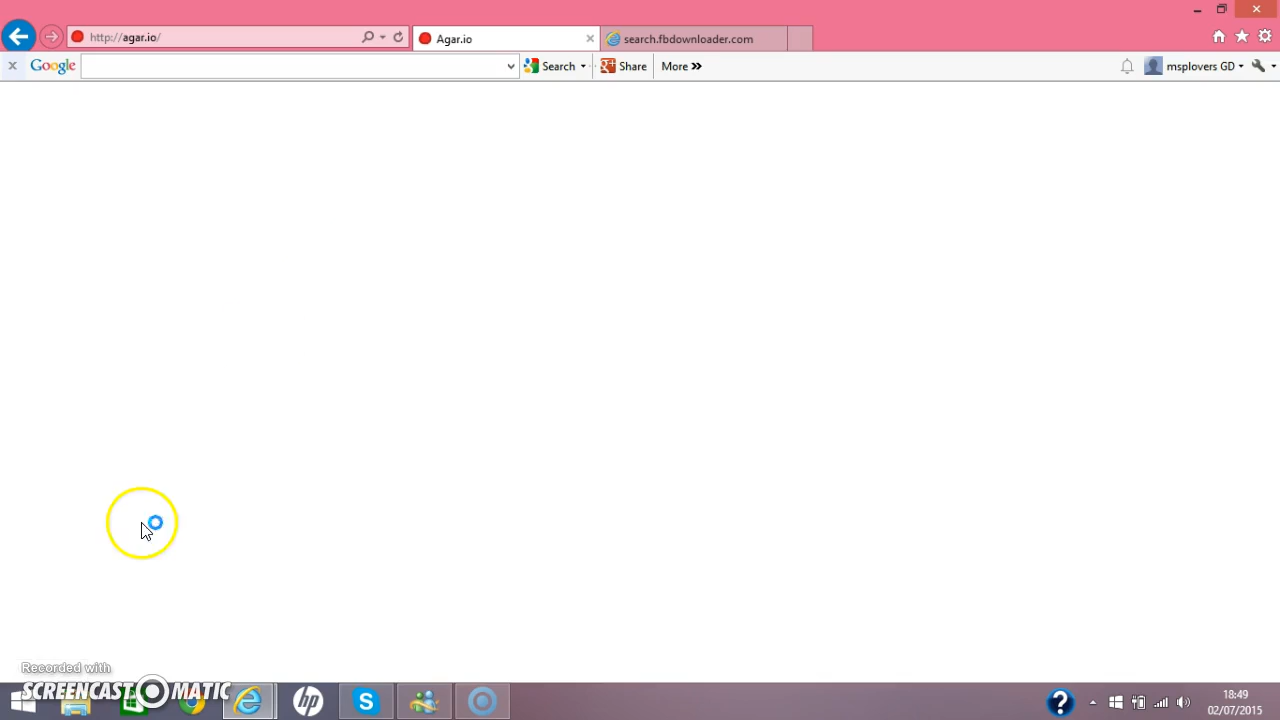 http://agar.io/
Agar.io
search.fbdownloader.com
Google
Search
Share
More »
msplovers GD
Recorded with
SCREENCAST O MATIC
hp
S
?
18:49
02/07/2015